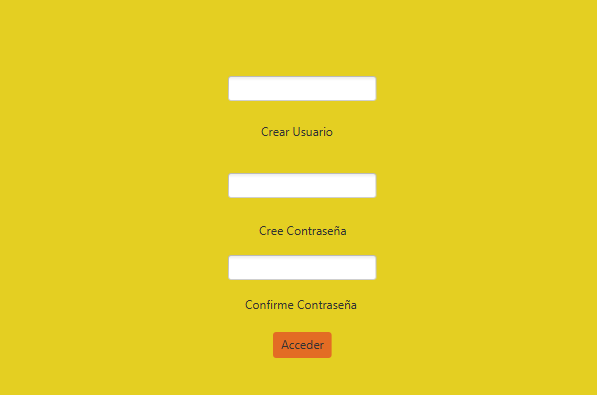 Crear Usuario
Cree Contraseña
Confirme Contraseña
Acceder